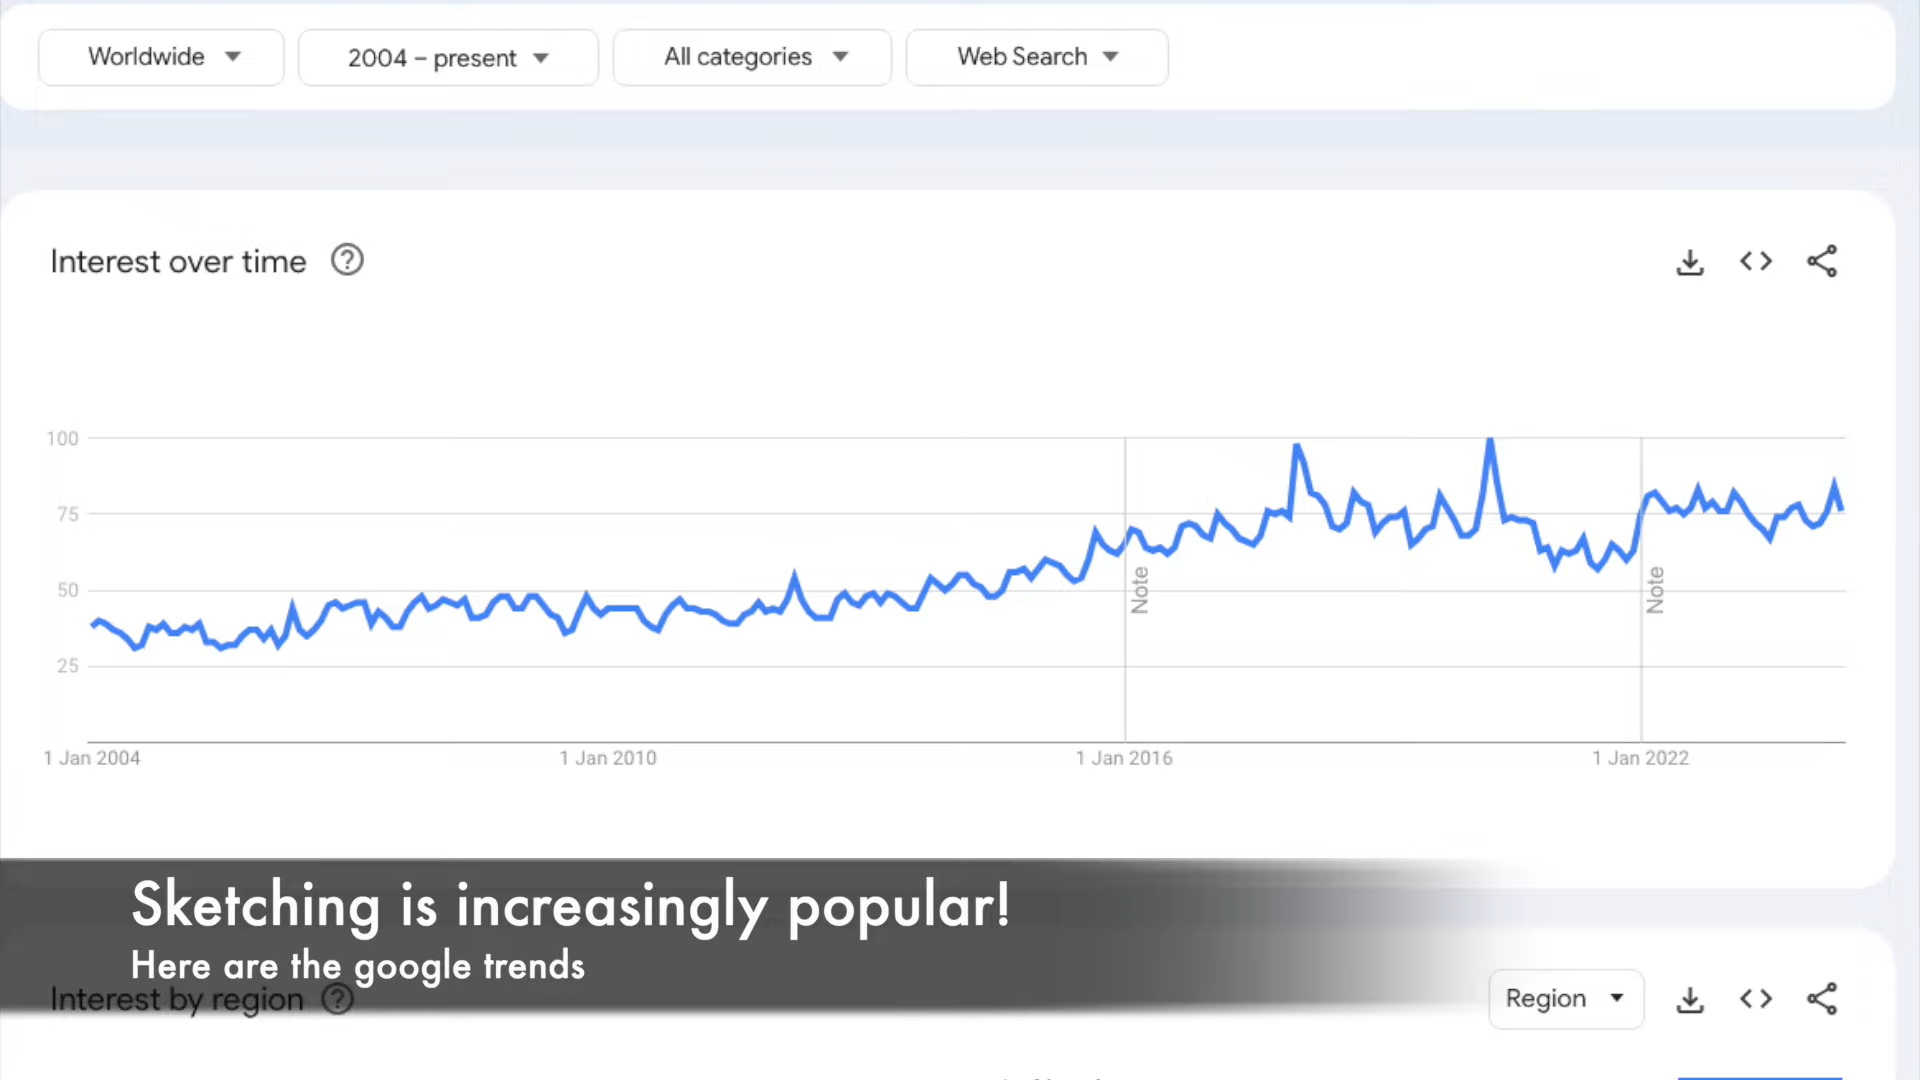 Worldwide 2004 – present All categories Web Search
Interest over time
100
75
50
25
Note
Note
1 Jan 2004 1 Jan 2010 1 Jan 2016 1 Jan 2022
Sketching is increasingly popular!
Here are the google trends
Interest by region
Region